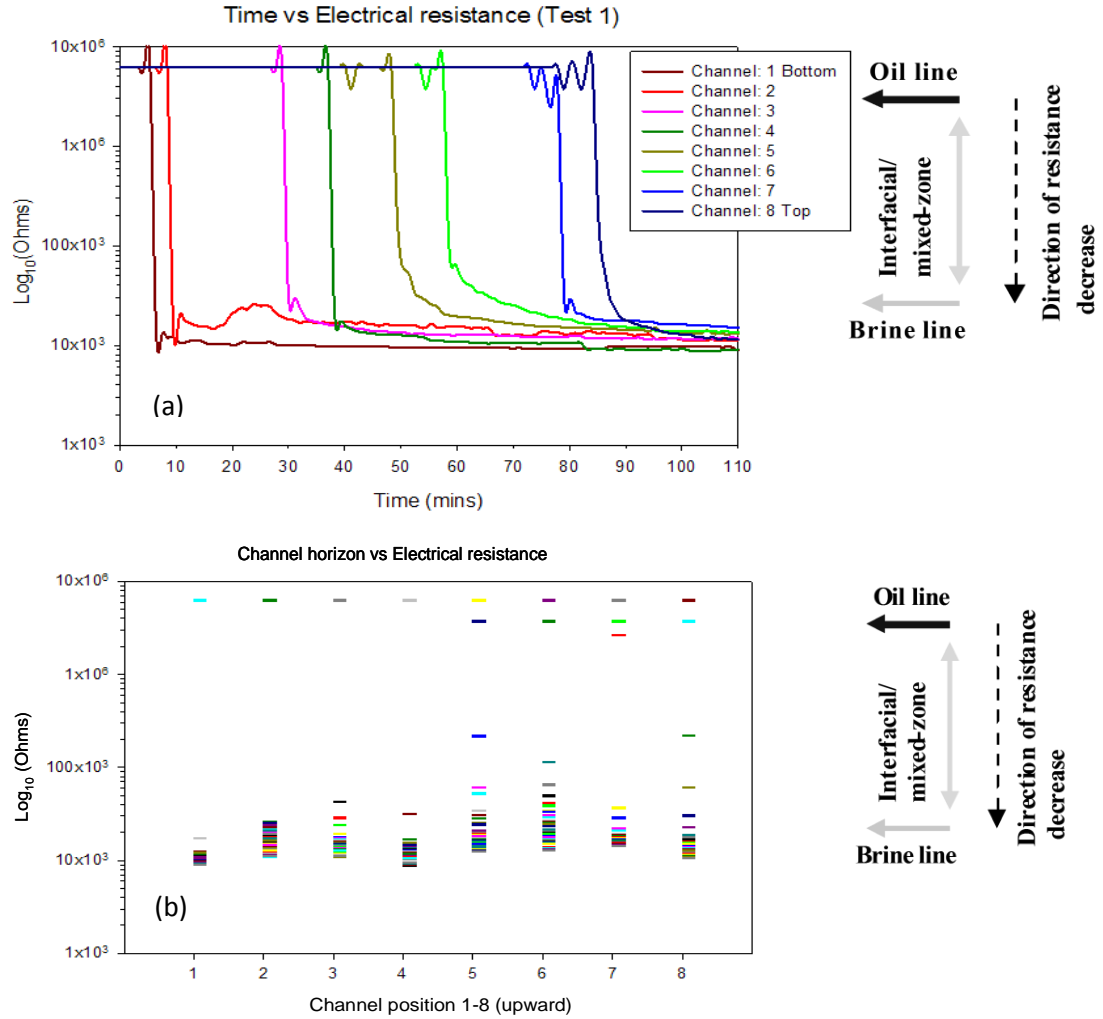 Time vs Electrical resistance (Test 1)
10x10⁶
1x10⁶
100x10³
10x10³
1x10³
Log₁₀(Ohms)
(a)
0 10 20 30 40 50 60 70 80 90 100 110
Time (mins)
Channel: 1 Bottom
Channel: 2
Channel: 3
Channel: 4
Channel: 5
Channel: 6
Channel: 7
Channel: 8 Top
Oil line
Interfacial/
mixed-zone
Brine line
Direction of resistance
decrease
Channel horizon vs Electrical resistance
10x10⁶
1x10⁶
100x10³
10x10³
1x10³
Log₁₀ (Ohms)
(b)
1 2 3 4 5 6 7 8
Channel position 1-8 (upward)
Oil line
Interfacial/
mixed-zone
Brine line
Direction of resistance
decrease